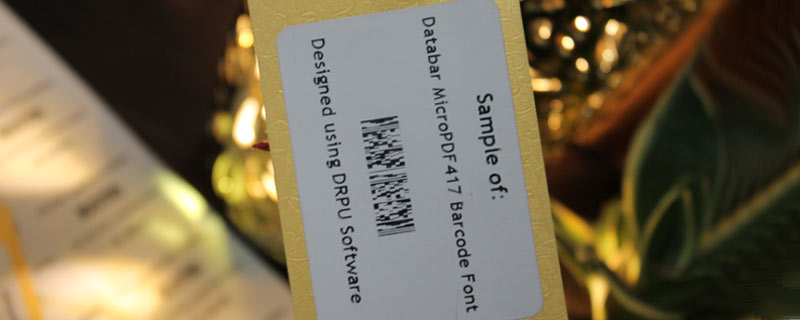 Sample of:
Databar MicroPDF417 Barcode Font
Designed using DRPU Software